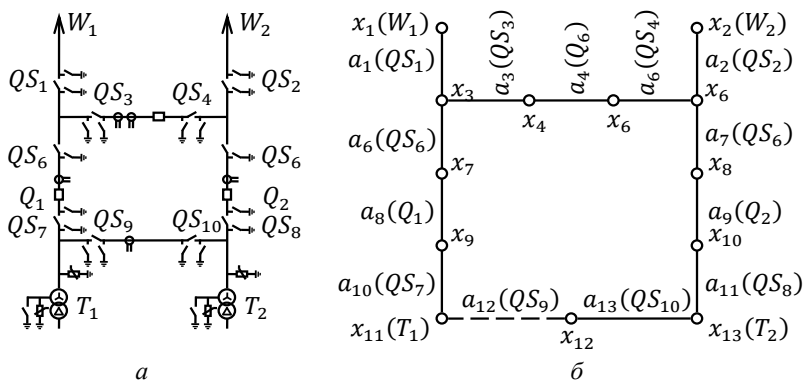 W₁ W₂
QS₁ QS₃ QS₄ QS₂
QS₆ QS₆
Q₁ Q₂
QS₇ QS₉ QS₁₀ QS₈
T₁ T₂
а
x₁(W₁) x₂(W₂)
a₁(QS₁) a₃(QS₃) a₄(Q₆) a₆(QS₄) a₂(QS₂)
x₃ x₄ x₆ x₆
a₆(QS₆) a₇(QS₆)
x₇ x₈
a₈(Q₁) a₉(Q₂)
x₉ x₁₀
a₁₀(QS₇) a₁₂(QS₉) a₁₃(QS₁₀) a₁₁(QS₈)
x₁₁(T₁) x₁₂ x₁₃(T₂)
б